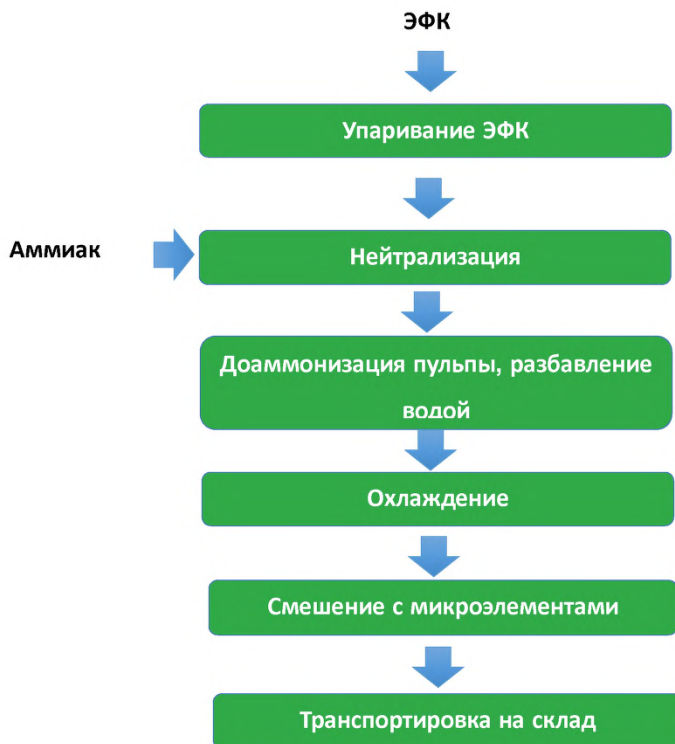 ЭФК
Упаривание ЭФК
Аммиак
Нейтрализация
Доаммонизация пульпы, разбавление
водой
Охлаждение
Смешение с микроэлементами
Транспортировка на склад